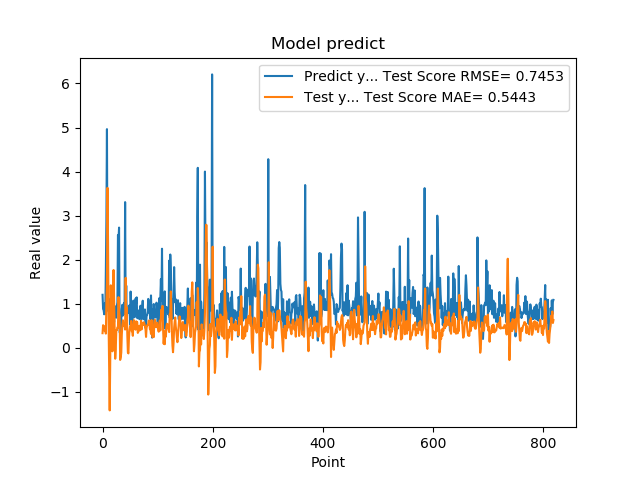 Model predict
Predict y... Test Score RMSE= 0.7453
Test y... Test Score MAE= 0.5443
Real value
6
5
4
3
2
1
0
−1
0 200 400 600 800
Point